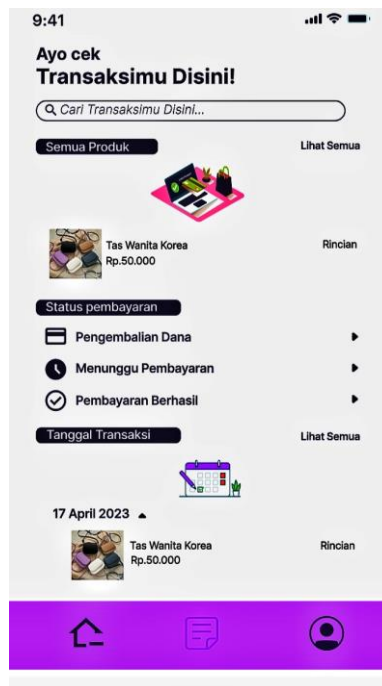 9:41
Ayo cek
Transaksimu Disini!
Cari Transaksimu Disini...
Semua Produk
Lihat Semua
Tas Wanita Korea
Rincian
Rp.50.000
Status pembayaran
Pengembalian Dana
Menunggu Pembayaran
Pembayaran Berhasil
Tanggal Transaksi
Lihat Semua
17 April 2023
Tas Wanita Korea
Rincian
Rp.50.000